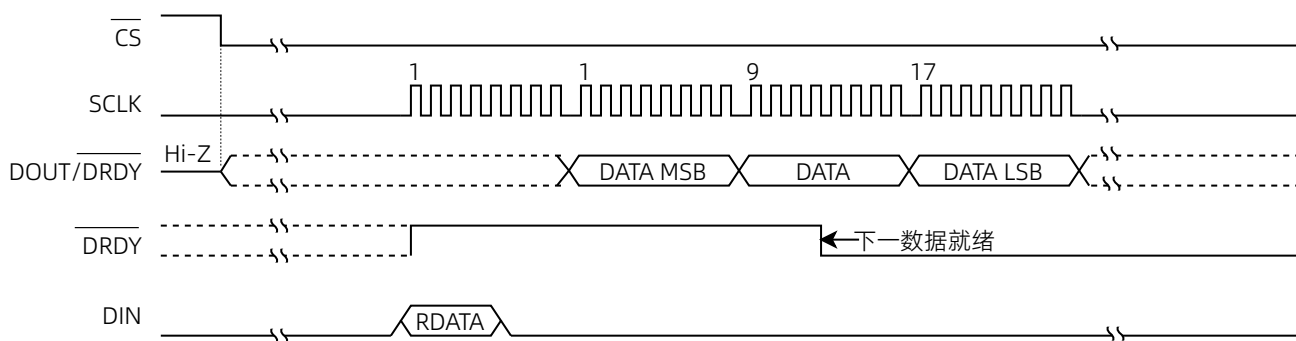 CS
1 1 9 17
SCLK
Hi-Z
DOUT/DRDY DATA MSB DATA DATA LSB
DRDY 下一数据就绪
DIN RDATA